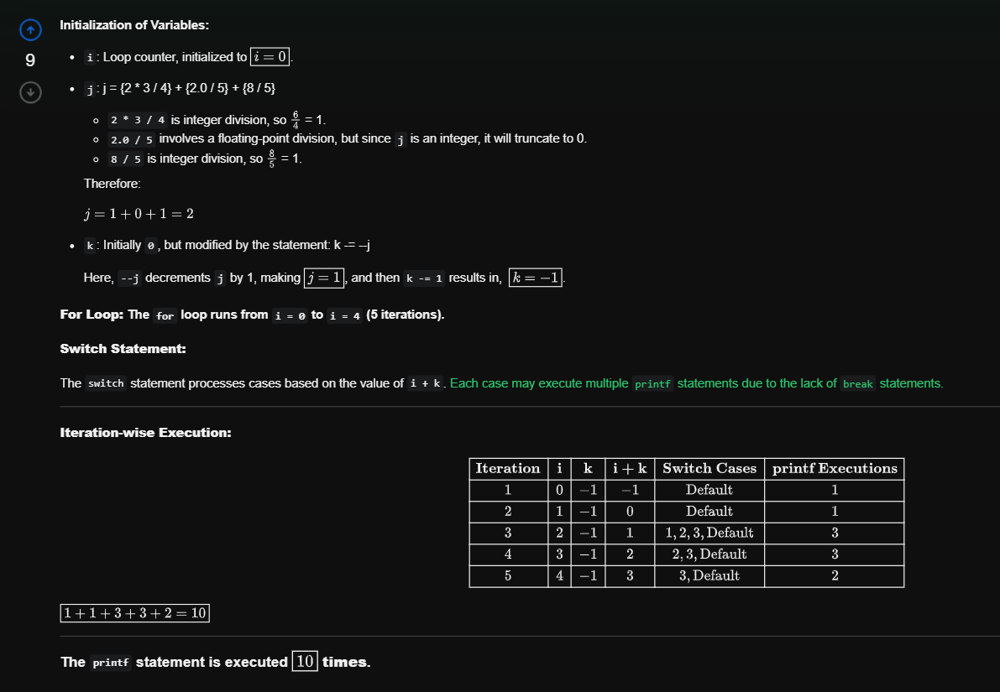 Initialization of Variables:
9
• i: Loop counter, initialized to i = 0.
• j: j = {2 * 3 / 4} + {2.0 / 5} + {8 / 5}
◦ 2 * 3 / 4 is integer division, so 6/4 = 1.
◦ 2.0 / 5 involves a floating-point division, but since j is an integer, it will truncate to 0.
◦ 8 / 5 is integer division, so 8/5 = 1.
Therefore:
j = 1 + 0 + 1 = 2
• k: Initially 0, but modified by the statement: k -= --j
Here, --j decrements j by 1, making j = 1, and then k -= 1 results in, k = −1.
For Loop: The for loop runs from i = 0 to i = 4 (5 iterations).
Switch Statement:
The switch statement processes cases based on the value of i + k. Each case may execute multiple printf statements due to the lack of break statements.
Iteration-wise Execution:
Iteration i k i + k Switch Cases printf Executions
1 0 −1 −1 Default 1
2 1 −1 0 Default 1
3 2 −1 1 1, 2, 3, Default 3
4 3 −1 2 2, 3, Default 3
5 4 −1 3 3, Default 2
1 + 1 + 3 + 3 + 2 = 10
The printf statement is executed 10 times.